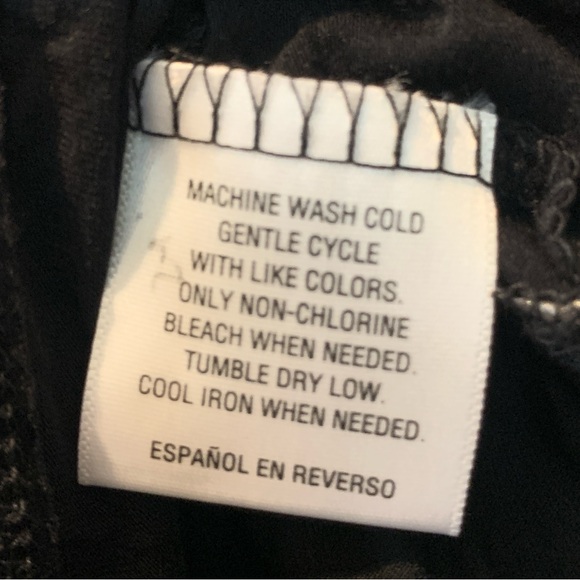 MACHINE WASH COLD
GENTLE CYCLE
WITH LIKE COLORS.
ONLY NON-CHLORINE
BLEACH WHEN NEEDED.
TUMBLE DRY LOW.
COOL IRON WHEN NEEDED.
ESPAÑOL EN REVERSO